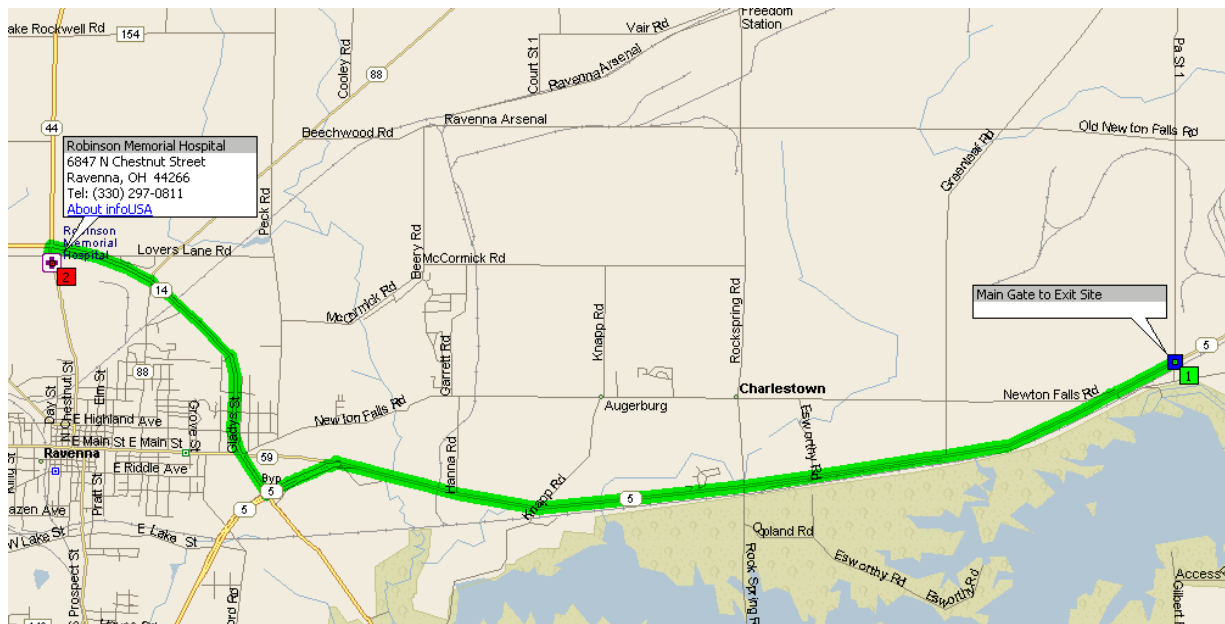 Lake Rockwell Rd
154
44
Cooley Rd
88
Court St 1
Vair Rd
Freedom
Station
Pa St 1
Ravenna Arsenal
Beechwood Rd
Ravenna Arsenal
Old Newton Falls Rd
Greenleaf Rd
Robinson Memorial Hospital
6847 N Chestnut Street
Ravenna, OH 44266
Tel: (330) 297-0811
About infoUSA
Robinson
Memorial
Hospital
2
Lovers Lane Rd
Peck Rd
14
Beery Rd
McCormick Rd
McCormick Rd
Knapp Rd
Rockspring Rd
Main Gate to Exit Site
5
1
Newton Falls Rd
Garrett Rd
Charlestown
Augerburg
Newton Falls Rd
Esworthy Rd
88
Day St
N Chestnut St
Elm St
Grove St
Gladys St
E Highland Ave
E Main St
E Main St
Ravenna
E Riddle Ave
Pratt St
59
Byp
5
5
Hanna Rd
Knapp Rd
5
W Lake St
E Lake St
S Prospect St
Copland Rd
Rock Spring R
Esworthy Rd
Esworthy Rd
Access
Gilbert